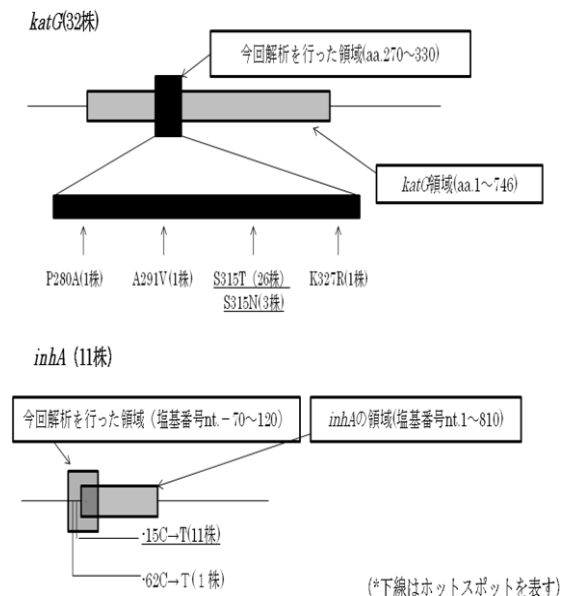 katG(32株)
今回解析を行った領域(aa.270～330)
katG領域(aa.1～746)
P280A(1株)
A291V(1株)
S315T (26株)
K327R(1株)
S315N(3株)
inhA (11株)
今回解析を行った領域(塩基番号nt.－70～120)
inhAの領域(塩基番号nt.1～810)
-15C→T(11株)
-62C→T(1株)
(*下線はホットスポットを表す)